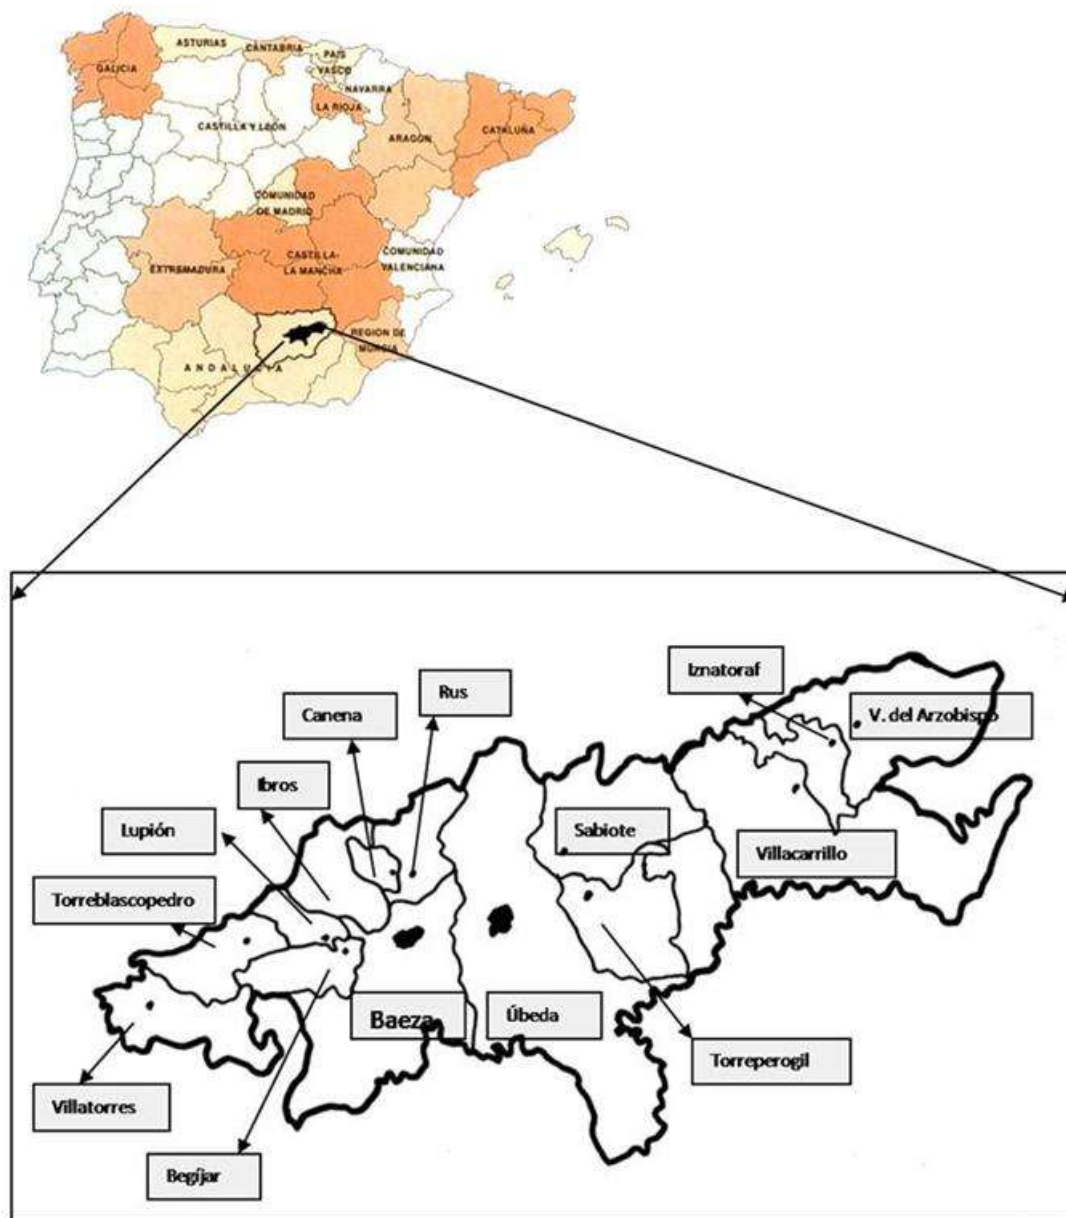 ASTURIAS
CANTABRIA
PAIS
VASCO
GALICIA
NAVARRA
LA RIOJA
CASTILLA Y LEÓN
ARAGON
CATALUÑA
COMUNIDAD
DE MADRID
EXTREMADURA
CASTILLA-
LA MANCHA
COMUNIDAD
VALENCIANA
REGION DE
MURCIA
ANDALUCIA
Iznatoraf
Rus
Canena
V. del Arzobispo
Ibros
Lupión
Sabiote
Villacarrillo
Torreblascopedro
Baeza
Úbeda
Torreperogil
Villatorres
Begíjar